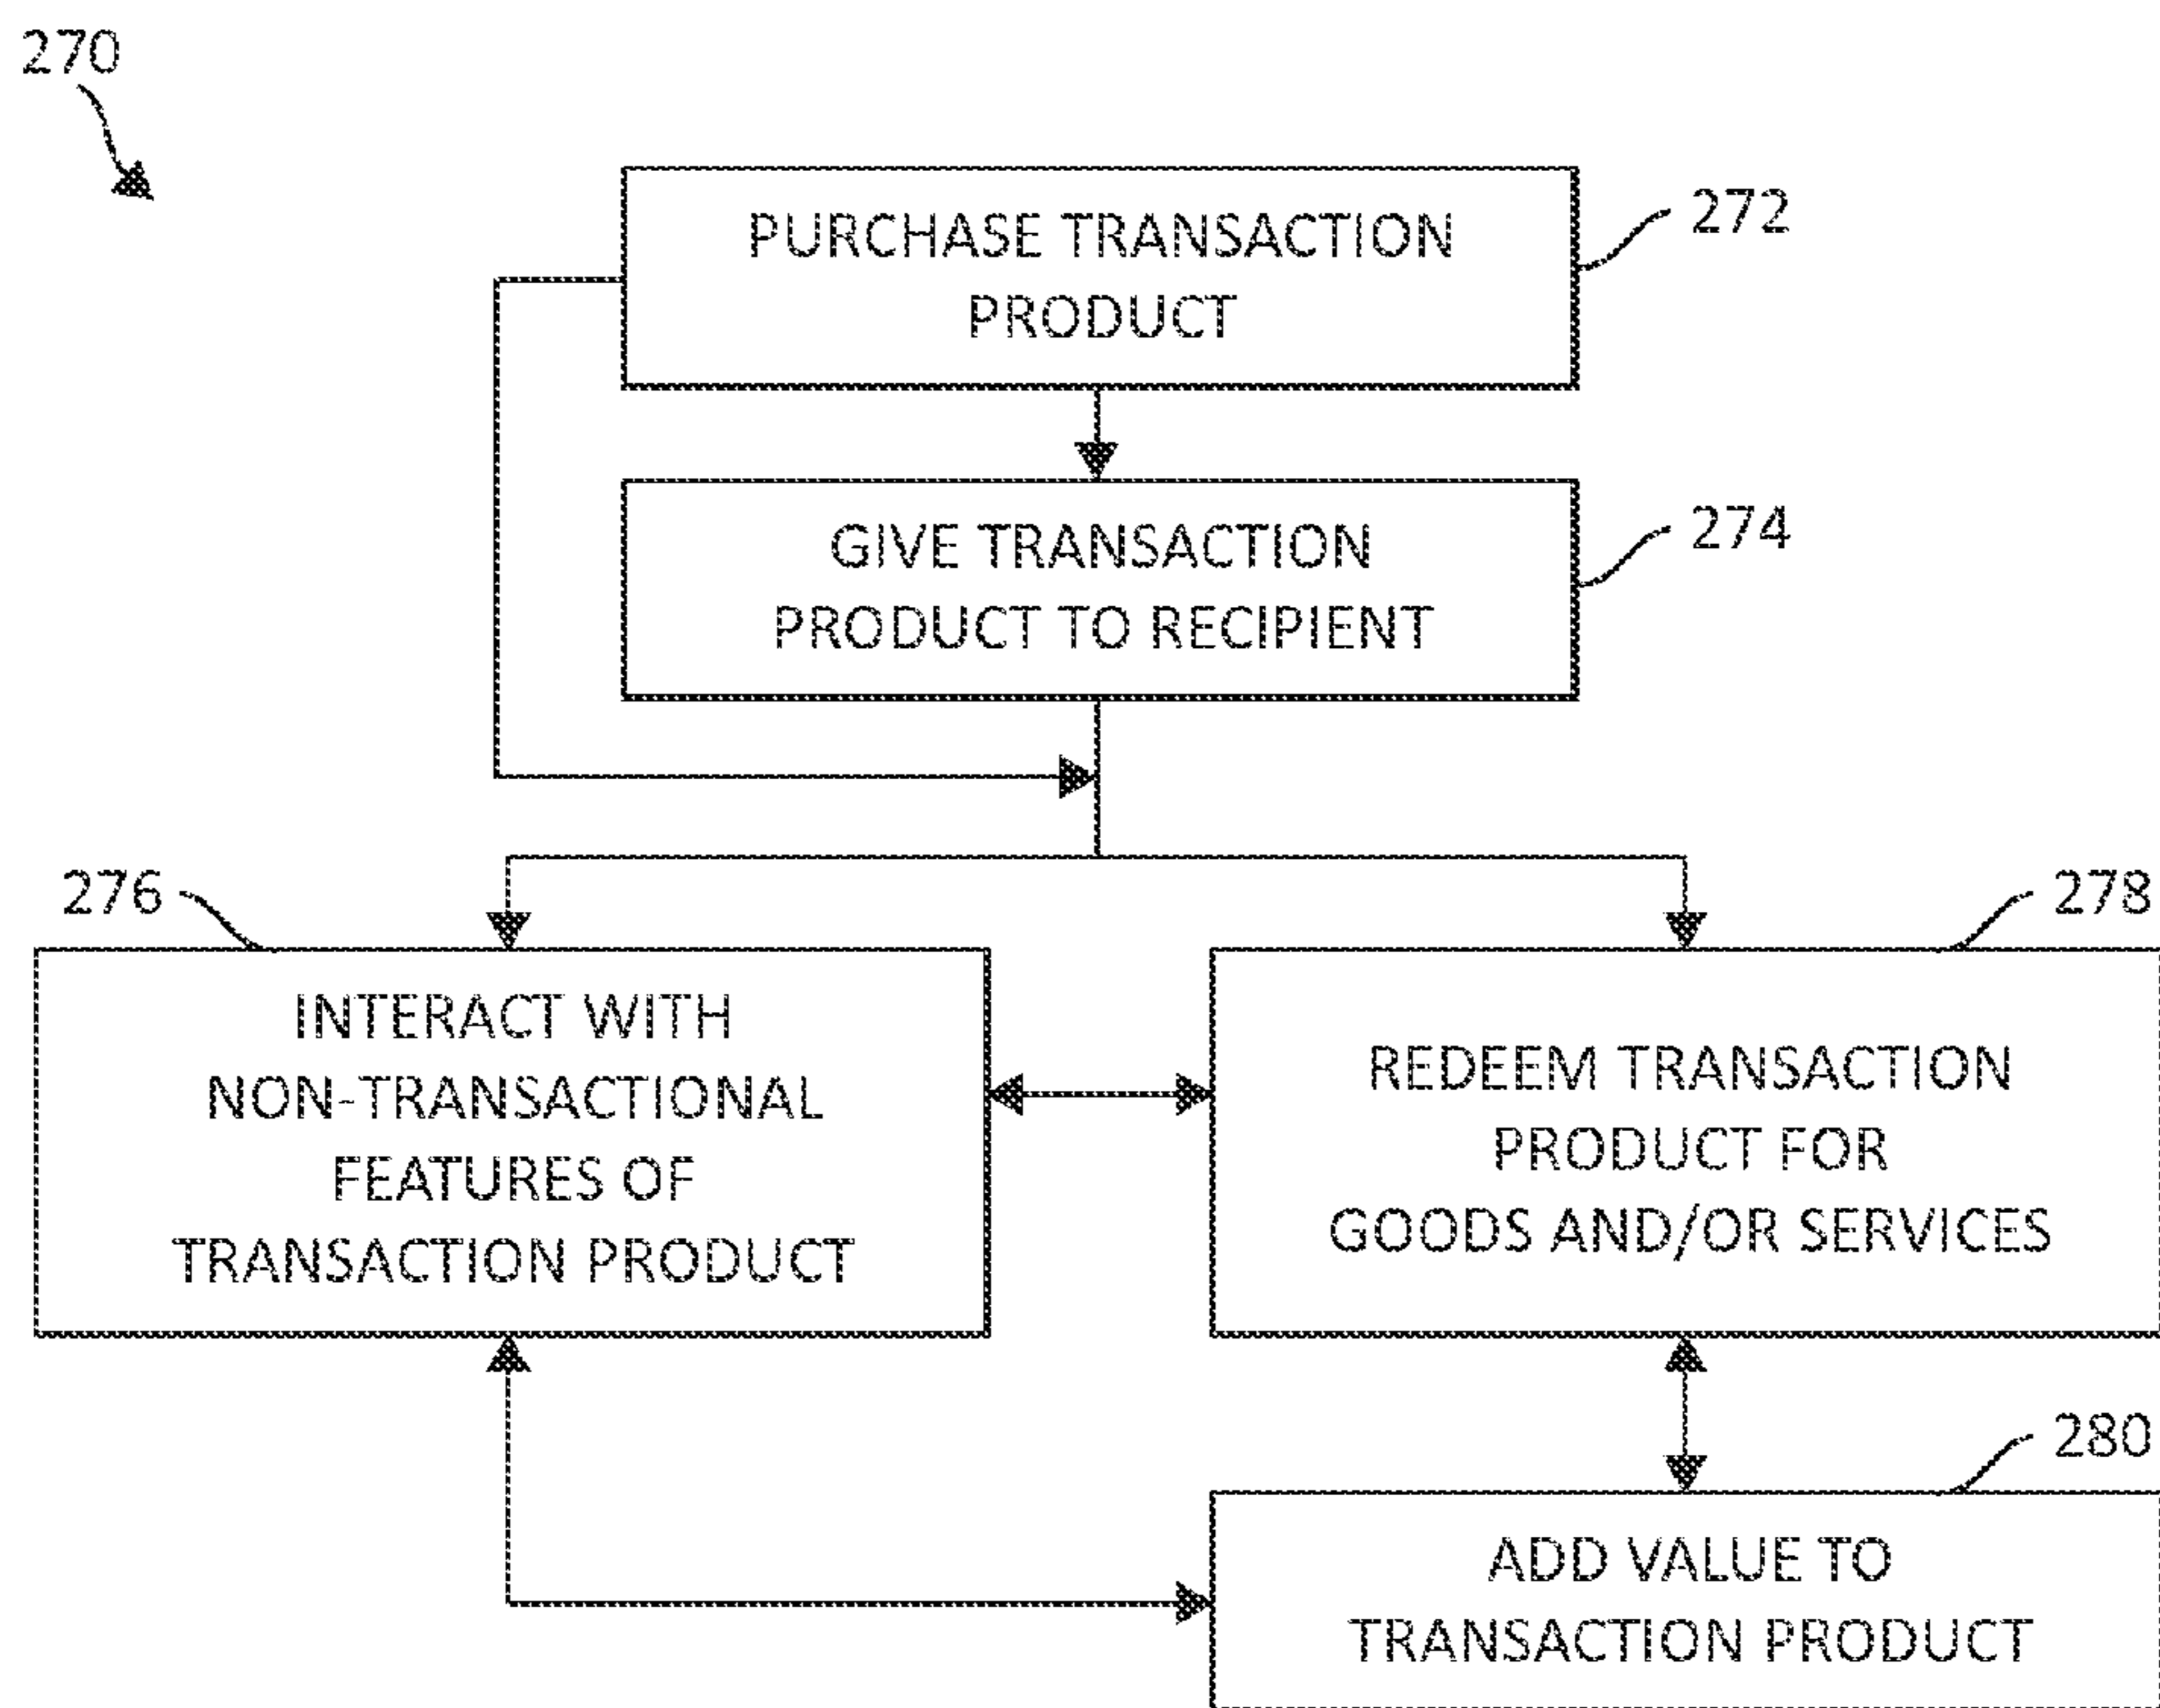 270
PURCHASE TRANSACTION
PRODUCT
272
GIVE TRANSACTION
PRODUCT TO RECIPIENT
274
276
INTERACT WITH
NON-TRANSACTIONAL
FEATURES OF
TRANSACTION PRODUCT
278
REDEEM TRANSACTION
PRODUCT FOR
GOODS AND/OR SERVICES
280
ADD VALUE TO
TRANSACTION PRODUCT